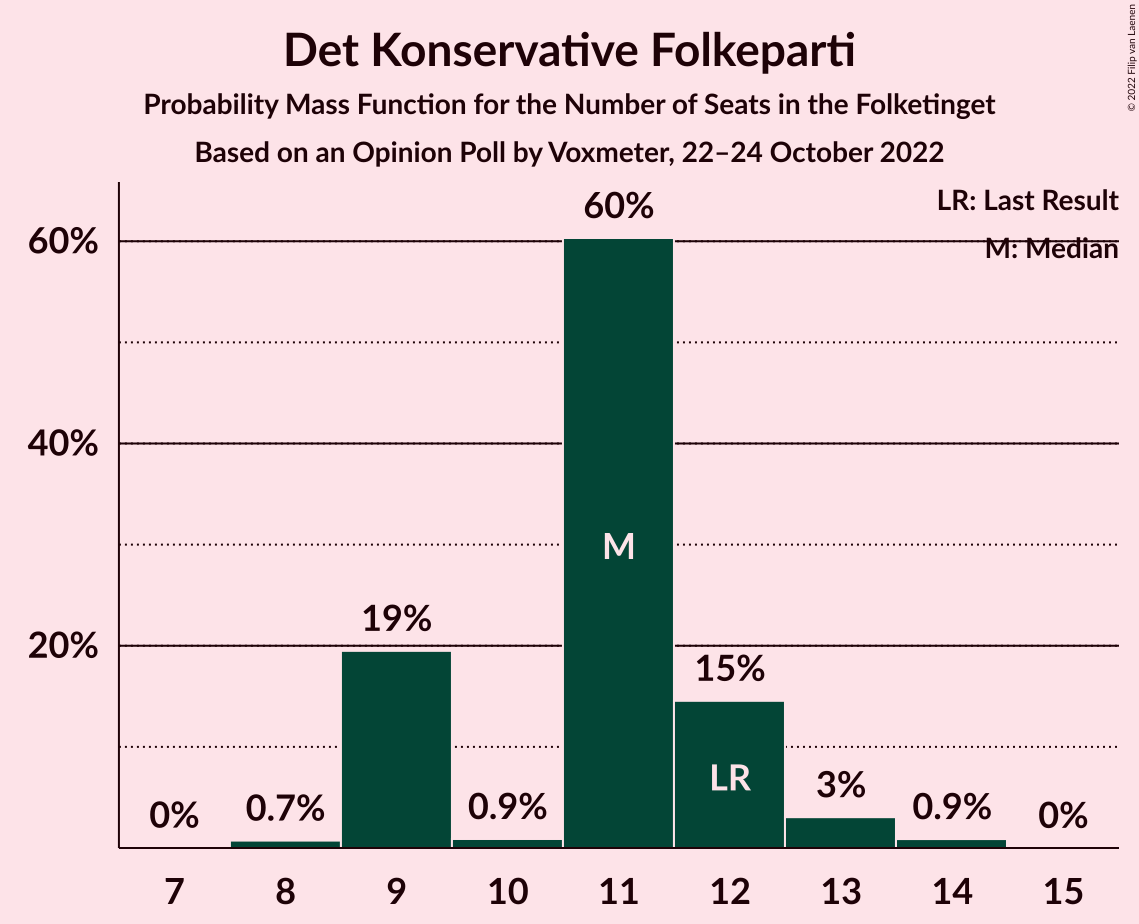 Det Konservative Folkeparti
Probability Mass Function for the Number of Seats in the Folketinget
Based on an Opinion Poll by Voxmeter, 22–24 October 2022
© 2022 Filip van Laenen
LR: Last Result
M: Median
60%
40%
20%
0%
0.7%
19%
0.9%
60%
15%
3%
0.9%
0%
M
LR
7 8 9 10 11 12 13 14 15